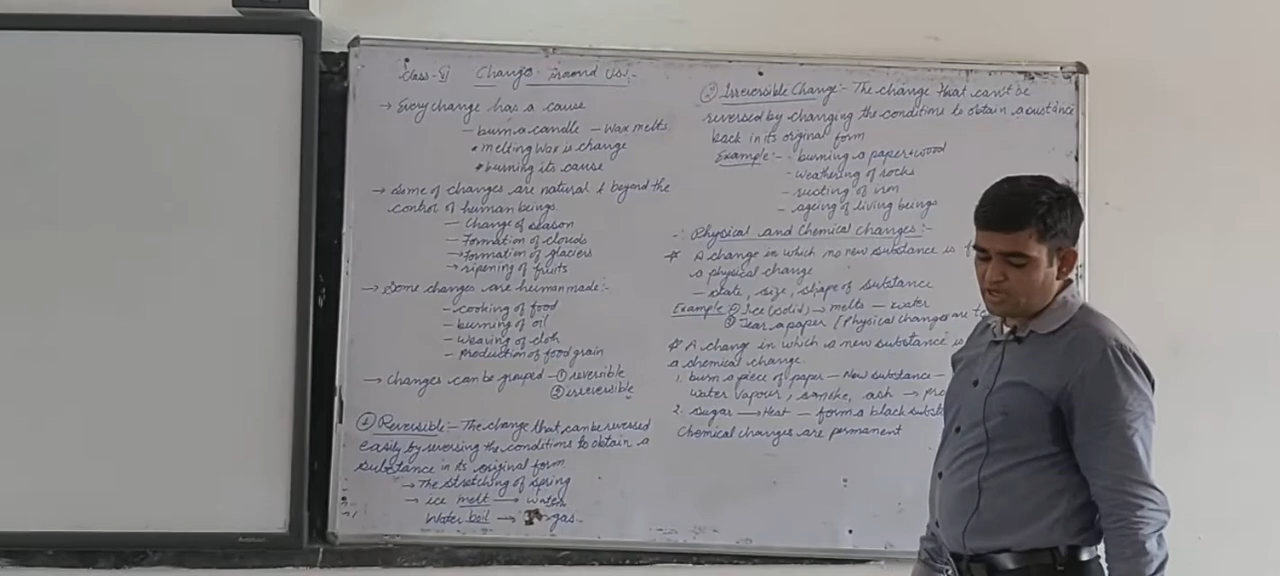 Class-VI Changes around Us:-
→ Every change has a cause
- burn a candle - Wax melts
• melting wax is change
* burning its cause
→ Some of changes are natural & beyond the
control of human beings.
- Change of season
- Formation of clouds
→ Formation of glaciers
→ ripening of fruits
→ Some changes are human made:-
- cooking of food
- burning of oil
- weaving of cloth
- Production of food grain
→ Changes can be grouped - ① reversible
② irreversible
① Reversible:- The change that can be reversed
easily by reversing the conditions to obtain a
substance in its original form
→ The stretching of spring
→ ice melt → water
Water boil → gas
② Irreversible Change:- The change that can't be
reversed by changing the conditions to obtain a
back in its original form
Example:- - burning a paper & wood
- weathering of rocks
- rusting of iron
- ageing of living beings
Physical and Chemical changes:-
A change in which no new substance is
a physical change
- state, size, shape of substance
Example ① Ice (solid) → melts - water
② Tear a paper (Physical changes are
A change in which a new substance is
a chemical change.
1. burn a piece of paper - New substance -
water vapour, smoke, ash →
2. Sugar → Heat - form a black
Chemical changes are permanent